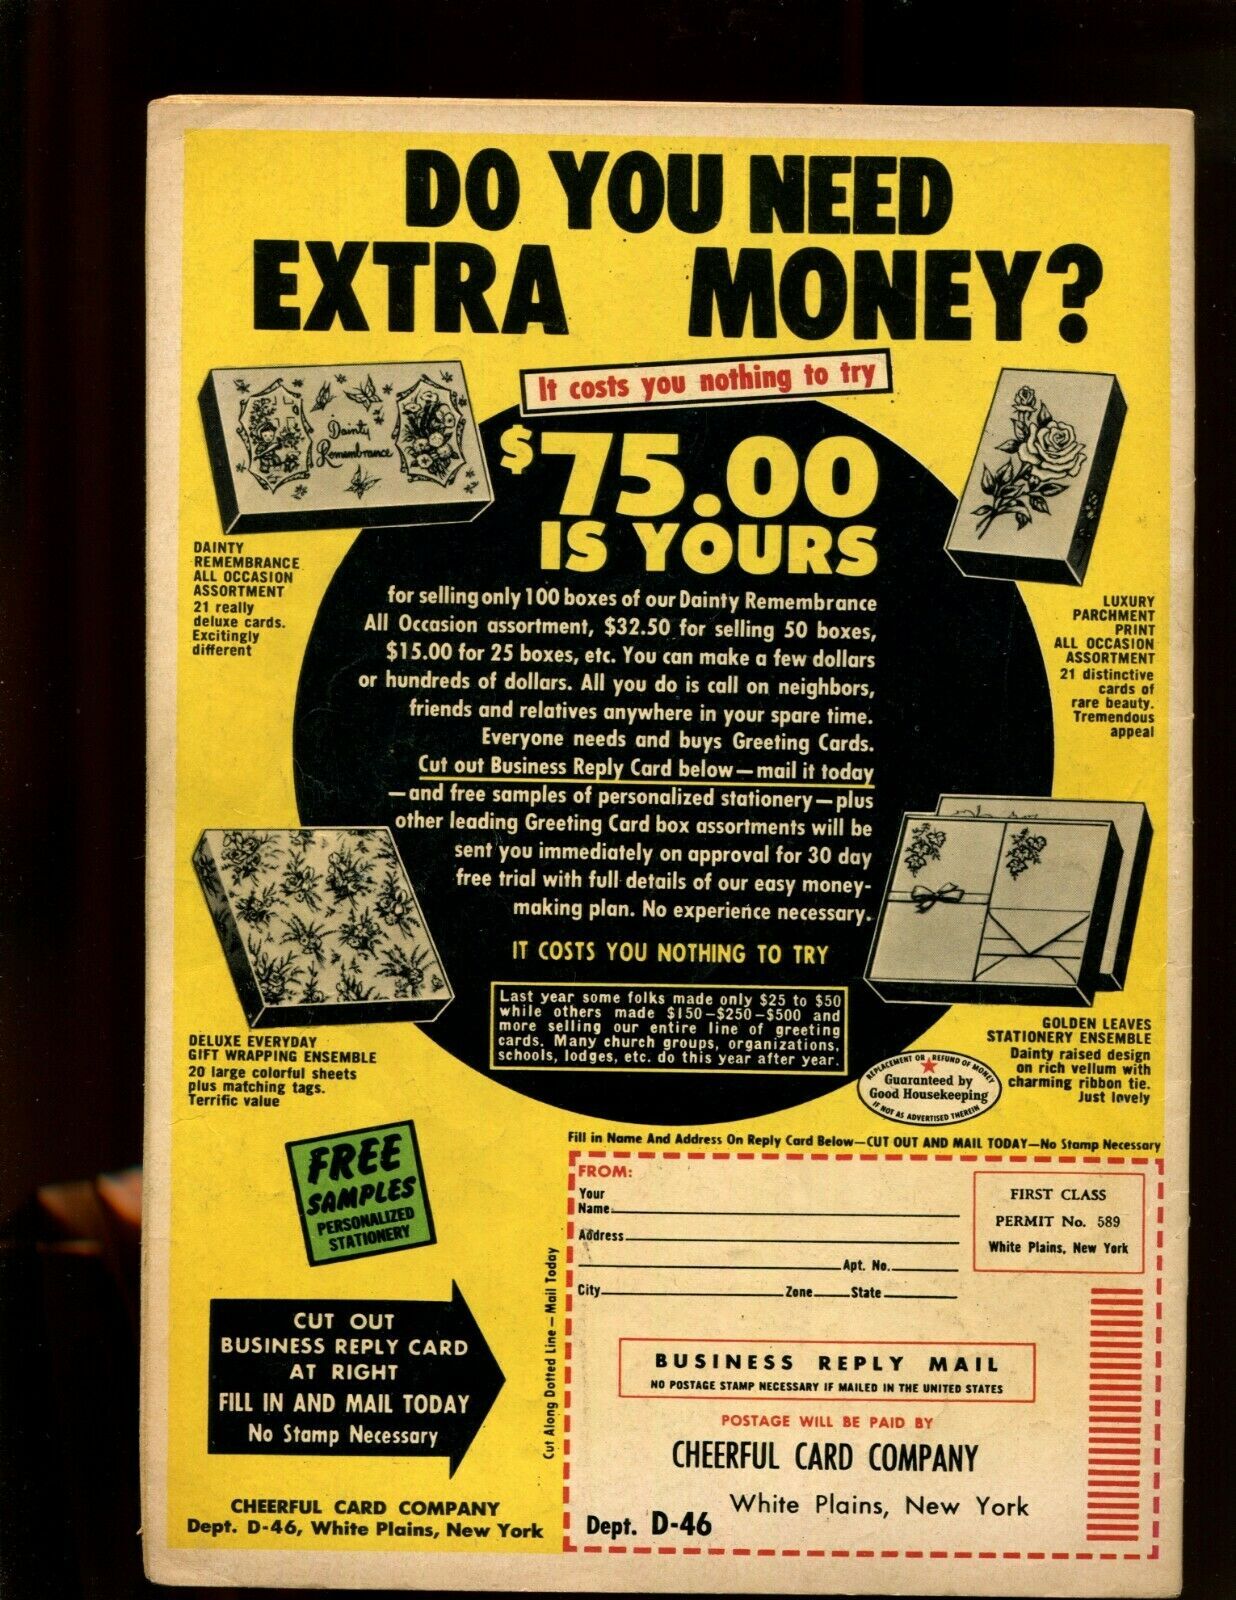 DO YOU NEED
EXTRA MONEY?
It costs you nothing to try
Dainty
Remembrance
$75.00
IS YOURS
for selling only 100 boxes of our Dainty Remembrance
All Occasion assortment, $32.50 for selling 50 boxes,
$15.00 for 25 boxes, etc. You can make a few dollars
or hundreds of dollars. All you do is call on neighbors,
friends and relatives anywhere in your spare time.
Everyone needs and buys Greeting Cards.
Cut out Business Reply Card below—mail it today
—and free samples of personalized stationery—plus
other leading Greeting Card box assortments will be
sent you immediately on approval for 30 day
free trial with full details of our easy money-
making plan. No experience necessary.
IT COSTS YOU NOTHING TO TRY
Last year some folks made only $25 to $50
while others made $150–$250–$500 and
more selling our entire line of greeting
cards. Many church groups, organizations,
schools, lodges, etc. do this year after year.
DAINTY
REMEMBRANCE
ALL OCCASION
ASSORTMENT
21 really
deluxe cards.
Excitingly
different
LUXURY
PARCHMENT
PRINT
ALL OCCASION
ASSORTMENT
21 distinctive
cards of
rare beauty.
Tremendous
appeal
DELUXE EVERYDAY
GIFT WRAPPING ENSEMBLE
20 large colorful sheets
plus matching tags.
Terrific value
GOLDEN LEAVES
STATIONERY ENSEMBLE
Dainty raised design
on rich vellum with
charming ribbon tie.
Just lovely
REPLACEMENT OR REFUND OF MONEY
Guaranteed by
Good Housekeeping
IF NOT AS ADVERTISED THEREIN
FREE
SAMPLES
PERSONALIZED
STATIONERY
CUT OUT
BUSINESS REPLY CARD
AT RIGHT
FILL IN AND MAIL TODAY
No Stamp Necessary
CHEERFUL CARD COMPANY
Dept. D-46, White Plains, New York
Fill in Name And Address On Reply Card Below—CUT OUT AND MAIL TODAY—No Stamp Necessary
Cut Along Dotted Line — Mail Today
FROM:
Your
Name
Address
Apt. No.
City Zone State
FIRST CLASS
PERMIT No. 589
White Plains, New York
BUSINESS REPLY MAIL
NO POSTAGE STAMP NECESSARY IF MAILED IN THE UNITED STATES
POSTAGE WILL BE PAID BY
CHEERFUL CARD COMPANY
White Plains, New York
Dept. D-46